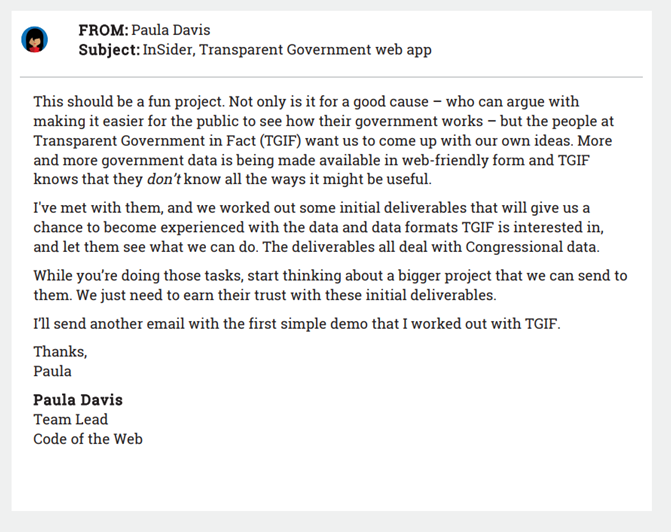 FROM: Paula Davis
Subject: InSider, Transparent Government web app
This should be a fun project. Not only is it for a good cause – who can argue with
making it easier for the public to see how their government works – but the people at
Transparent Government in Fact (TGIF) want us to come up with our own ideas. More
and more government data is being made available in web-friendly form and TGIF
knows that they don't know all the ways it might be useful.
I've met with them, and we worked out some initial deliverables that will give us a
chance to become experienced with the data and data formats TGIF is interested in,
and let them see what we can do. The deliverables all deal with Congressional data.
While you're doing those tasks, start thinking about a bigger project that we can send to
them. We just need to earn their trust with these initial deliverables.
I'll send another email with the first simple demo that I worked out with TGIF.
Thanks,
Paula
Paula Davis
Team Lead
Code of the Web